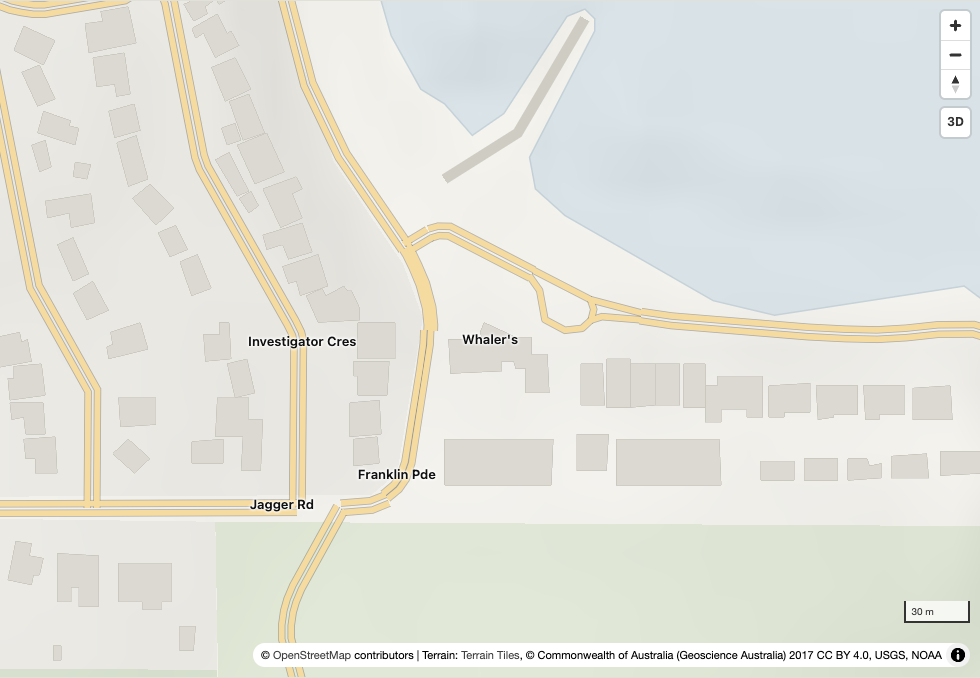 +
−
3D
Investigator Cres
Whaler's
Franklin Pde
Jagger Rd
30 m
© OpenStreetMap contributors | Terrain: Terrain Tiles, © Commonwealth of Australia (Geoscience Australia) 2017 CC BY 4.0, USGS, NOAA